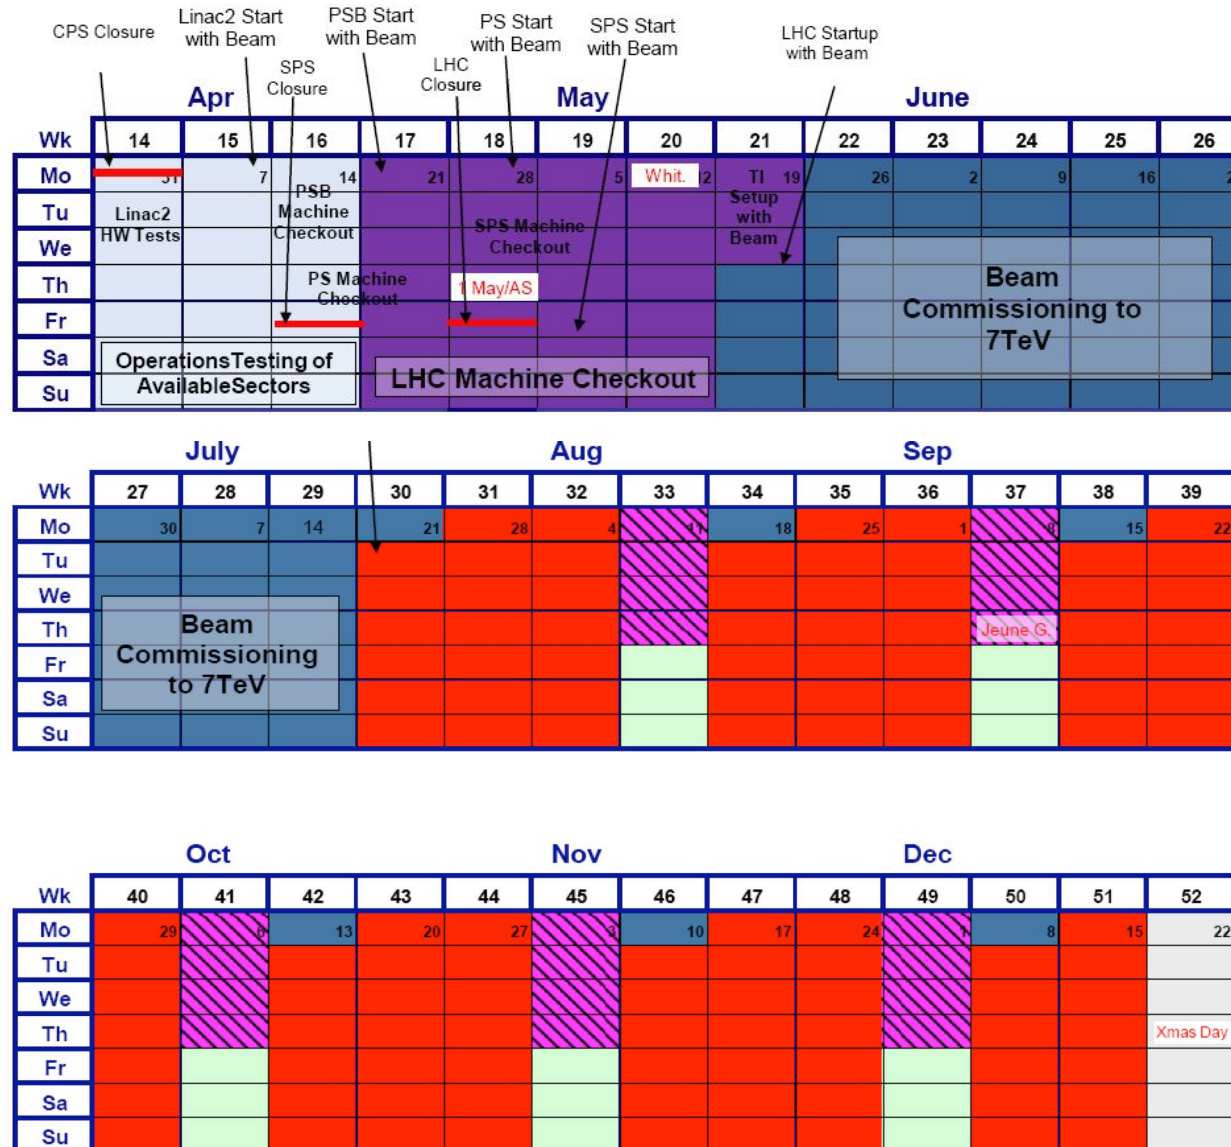 CPS Closure
Linac2 Start
with Beam
SPS
Closure
PSB Start
with Beam
LHC
Closure
PS Start
with Beam
SPS Start
with Beam
LHC Startup
with Beam
Apr May June
Wk 14 15 16 17 18 19 20 21 22 23 24 25 26
Mo 31 7 14 21 28 5 Whit. 12 19 26 2 9 16
Tu
We
Th
Fr
Sa
Su
Linac2
HW Tests
PSB
Machine
Checkout
PS Machine
Checkout
SPS Machine
Checkout
1 May/AS
TI
Setup
with
Beam
Beam
Commissioning to
7TeV
OperationsTesting of
AvailableSectors
LHC Machine Checkout
July Aug Sep
Wk 27 28 29 30 31 32 33 34 35 36 37 38 39
Mo 30 7 14 21 28 4 11 18 25 1 8 15 22
Tu
We
Th Jeune G.
Fr
Sa
Su
Beam
Commissioning
to 7TeV
Oct Nov Dec
Wk 40 41 42 43 44 45 46 47 48 49 50 51 52
Mo 29 6 13 20 27 3 10 17 24 1 8 15 22
Tu
We
Th Xmas Day
Fr
Sa
Su